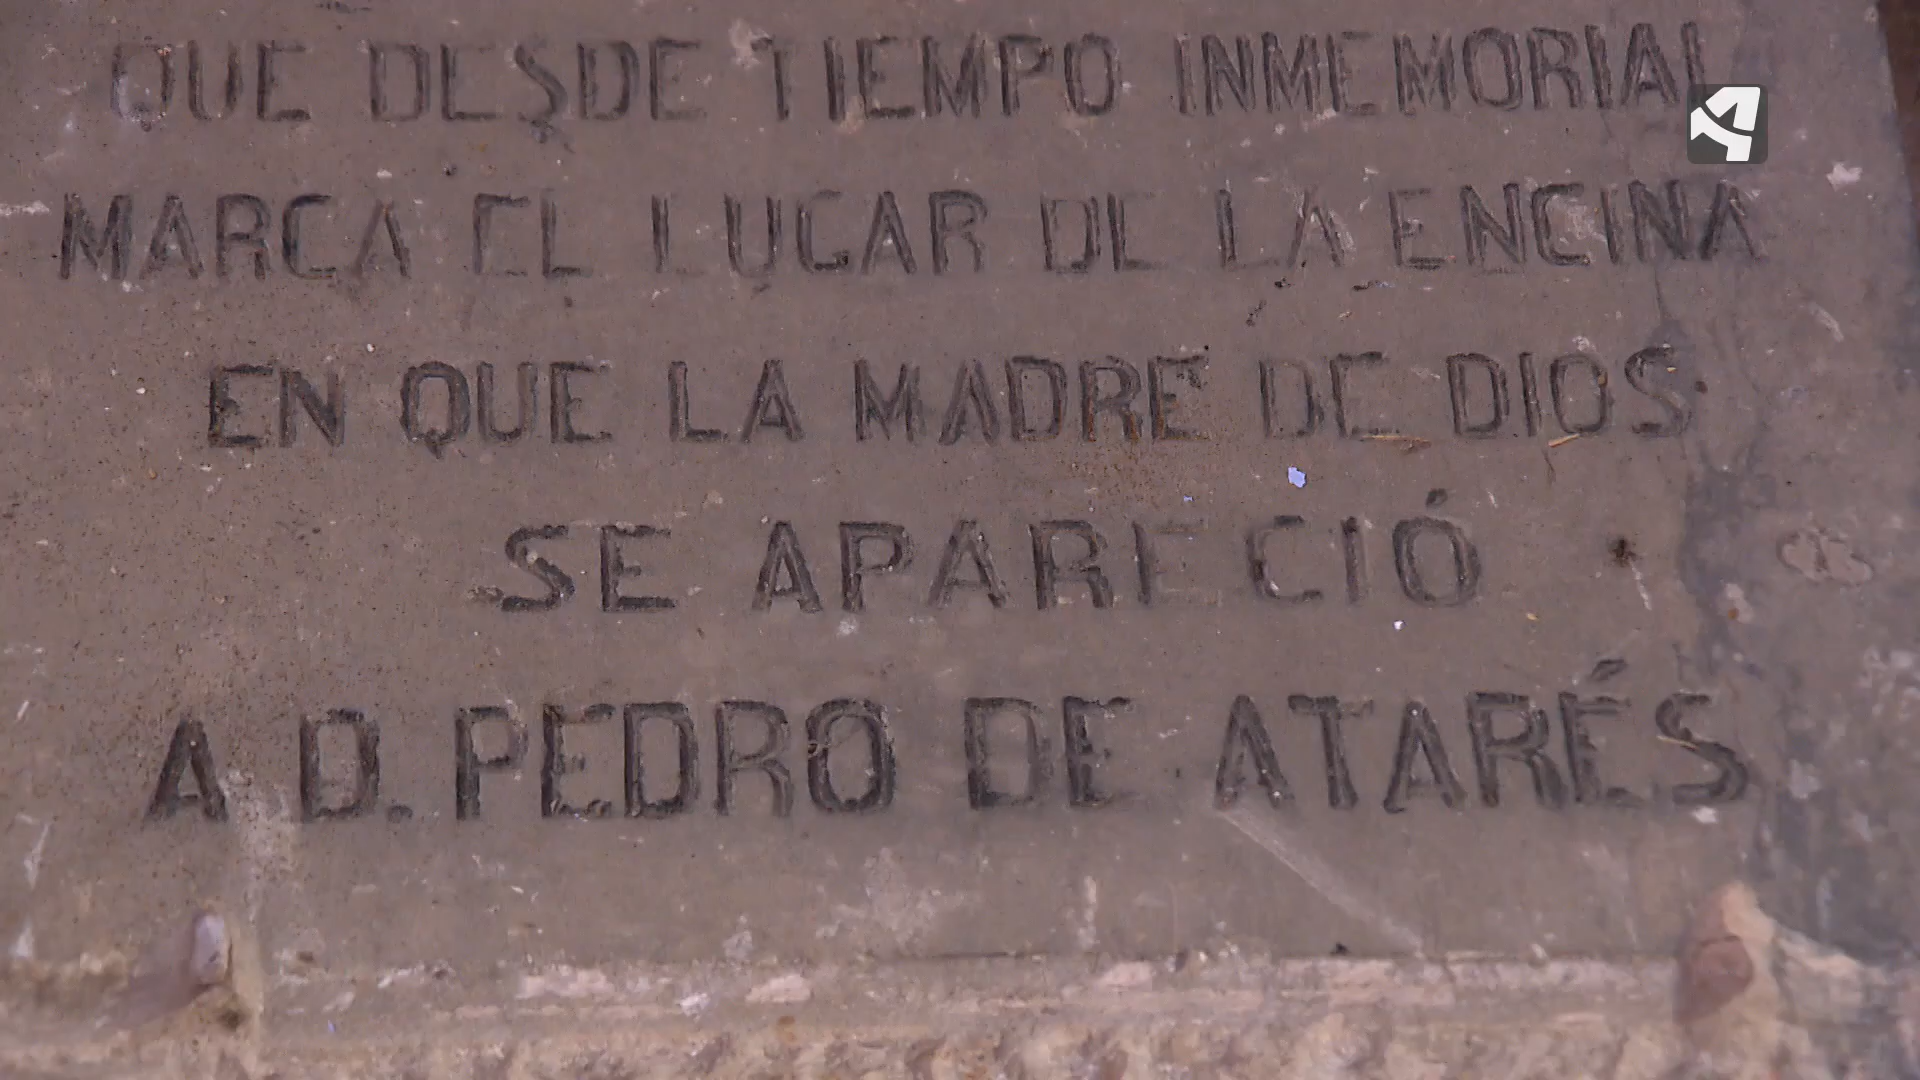 QUE DESDE TIEMPO INMEMORIAL
MARCA EL LUGAR DE LA ENCINA
EN QUE LA MADRE DE DIOS
SE APARECIÓ
A D. PEDRO DE ATARÉS